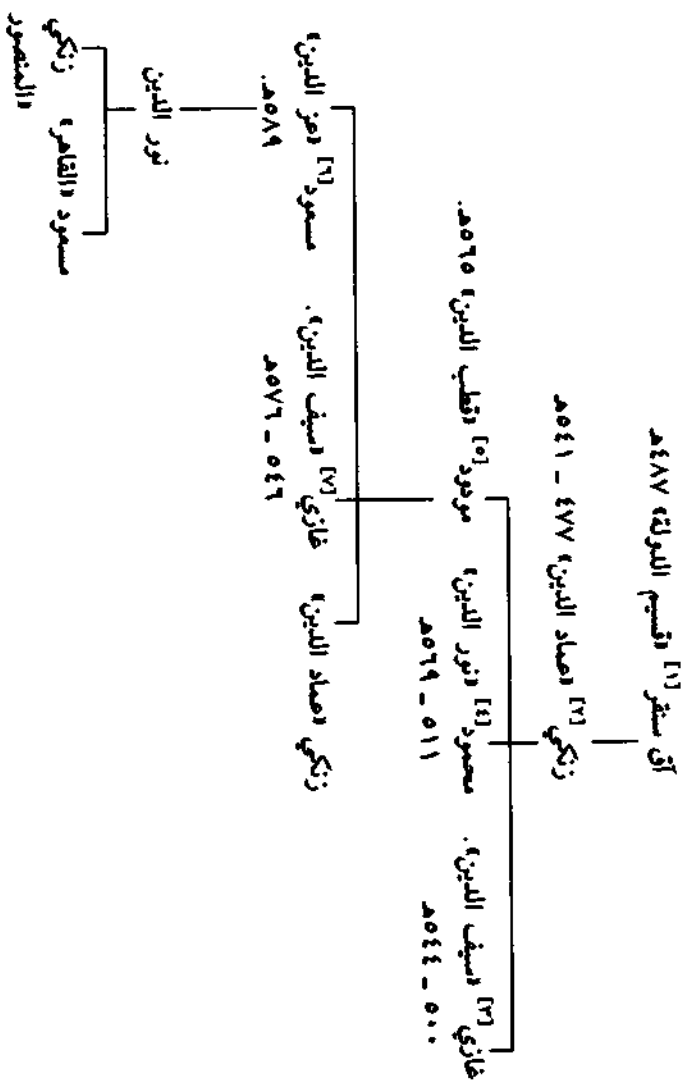 آق سنقر [١] «قسيم الدولة» ٤٨٧هـ
زنكي [٢] «عماد الدين» ٤٧٧ - ٥٤١هـ
غازي [٣] «سيف الدين».
٥٠٠ - ٥٤٤هـ
محمود [٤] «نور الدين»
٥١١ - ٥٦٩هـ
مودود [٥] «قطب الدين» ٥٦٥هـ.
زنكي «عماد الدين»
غازي [٧] «سيف الدين».
٥٤٦ - ٥٧٦هـ
مسعود [٦] «عز الدين»
٥٨٩هـ.
نور الدين
مسعود «القاهر»
زنكي
«المنصور